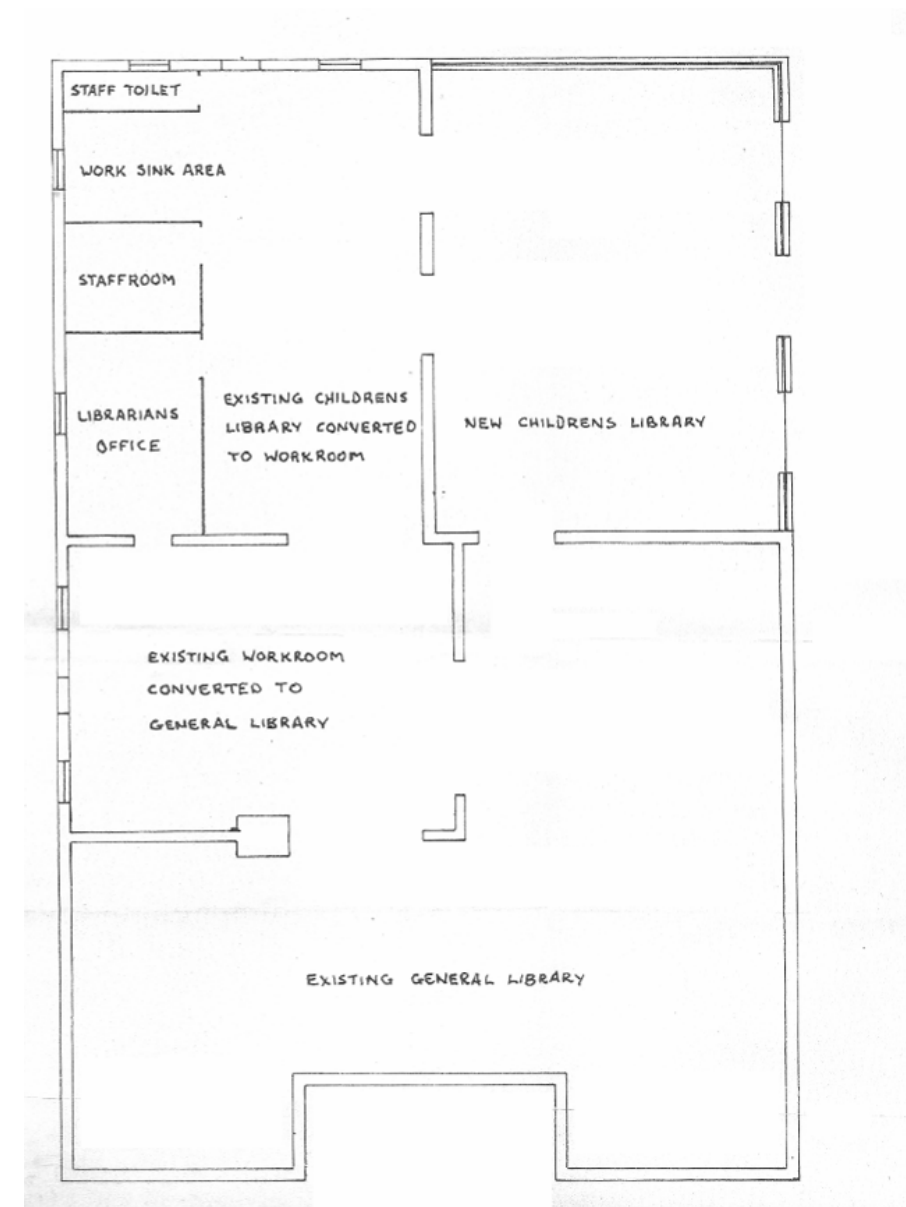 STAFF TOILET
WORK SINK AREA
STAFFROOM
LIBRARIANS
OFFICE
EXISTING CHILDRENS
LIBRARY CONVERTED
TO WORKROOM
NEW CHILDRENS LIBRARY
EXISTING WORKROOM
CONVERTED TO
GENERAL LIBRARY
EXISTING GENERAL LIBRARY